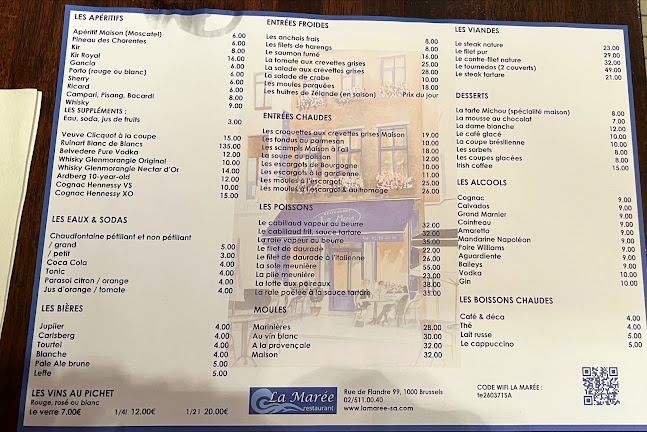 LES APÉRITIFS
Apéritif Maison (Moscatel) 6.00
Pineau des Charentes 6.00
Kir 6.00
Kir Royal 16.00
Gancia 6.00
Porto (rouge ou blanc) 6.00
Sherry 6.00
Ricard 6.00
Campari, Pisang, Bacardi 8.00
Whisky 9.00
LES SUPPLÉMENTS :
Eau, soda, jus de fruits 3.00
Veuve Clicquot à la coupe 15.00
Ruinart Blanc de Blancs 135.00
Belvedere Pure Vodka 12.00
Whisky Glenmorangie Original 10.00
Whisky Glenmorangie Nectar d'Or 14.00
Ardberg 10-year-old 12.00
Cognac Hennessy VS 10.00
Cognac Hennessy XO 15.00
LES EAUX & SODAS
Chaudfontaine pétillant et non pétillant
/ grand 5.00
/ petit 3.00
Coca Cola 4.00
Tonic 4.00
Parasol citron / orange 4.00
Jus d'orange / tomate 4.00
LES BIÈRES
Jupiler 4.00
Carlsberg 4.00
Tourtel 4.00
Blanche 4.00
Pale Ale brune 5.00
Leffe 5.00
LES VINS AU PICHET
Rouge, rosé ou blanc
Le verre 7.00€ 1/4l 12.00€ 1/2 l 20.00€
ENTRÉES FROIDES
Les anchois frais 8.00
Les filets de harengs 8.00
Le saumon fumé 24.00
La tomate aux crevettes grises 25.00
La salade aux crevettes grises 28.00
La salade de crabe 10.00
Les moules parquées 18.00
Les huîtres de Zélande (en saison) Prix du jour
ENTRÉES CHAUDES
Les croquettes aux crevettes grises Maison 19.00
Les fondus au parmesan 10.00
Les scampis Maison à l'ail 18.00
La soupe au poisson 12.00
Les escargots de Bourgogne 12.00
Les escargots à la gardienne 11.00
Les moules à l'escargot 25.00
Les moules à l'escargot & au fromage 26.00
LES POISSONS
Le cabillaud vapeur au beurre 32.00
Le cabillaud frit, sauce tartare 32.00
La raie vapeur au beurre 35.00
Le filet de daurade 22.00
Le filet de daurade à l'italienne 26.00
La sole meunière 55.00
La plie meunière 23.00
La lotte aux poireaux 38.00
La raie poêlée à la sauce tartare 35.00
MOULES
Marinières 28.00
Au vin blanc 30.00
A la provençale 32.00
Maison 32.00
La Marée
restaurant
Rue de Flandre 99, 1000 Brussels
02/511.00.40
www.lamaree-sa.com
LES VIANDES
Le steak nature 23.00
Le filet pur 29.00
Le contre-filet nature 32.00
Le tournedos (2 couverts) 49.00
Le steak tartare 21.00
DESSERTS
La tarte Michou (spécialité maison) 8.00
La mousse au chocolat 7.00
La dame blanche 12.00
Le café glacé 9.00
La coupe brésilienne 10.00
Les sorbets 8.00
Les coupes glacées 8.00
Irish coffee 15.00
LES ALCOOLS
Cognac 9.00
Calvados 9.00
Grand Marnier 9.00
Cointreau 9.00
Amaretto 9.00
Mandarine Napoléon 9.00
Poire Williams 9.00
Aguardiente 9.00
Baileys 9.00
Vodka 10.00
Gin 10.00
LES BOISSONS CHAUDES
Café & déca 4.00
Thé 4.00
Lait russe 5.00
Le cappuccino 5.00
CODE WIFI LA MARÉE :
te260371SA